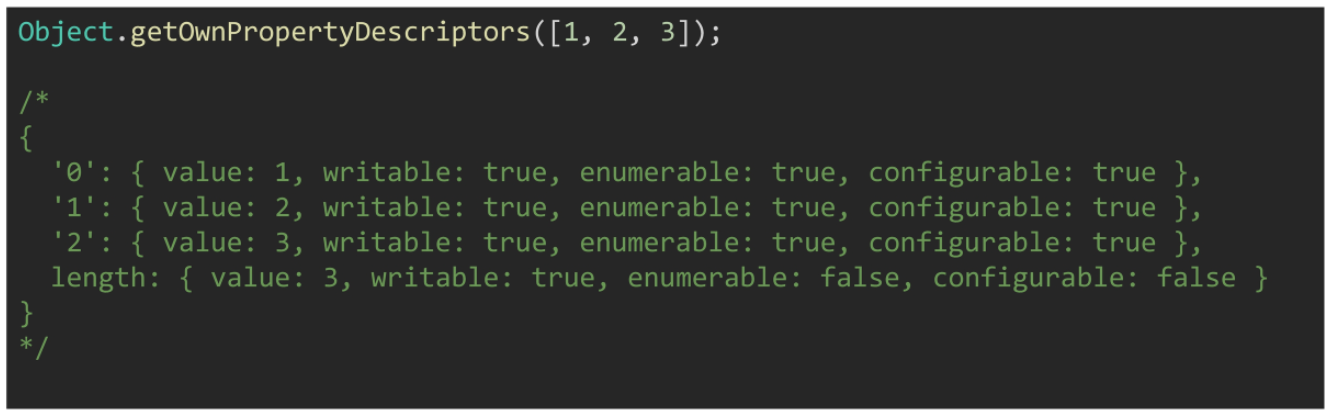 Object.getOwnPropertyDescriptors([1, 2, 3]);
/*
{
'0': { value: 1, writable: true, enumerable: true, configurable: true },
'1': { value: 2, writable: true, enumerable: true, configurable: true },
'2': { value: 3, writable: true, enumerable: true, configurable: true },
length: { value: 3, writable: true, enumerable: false, configurable: false }
}
*/